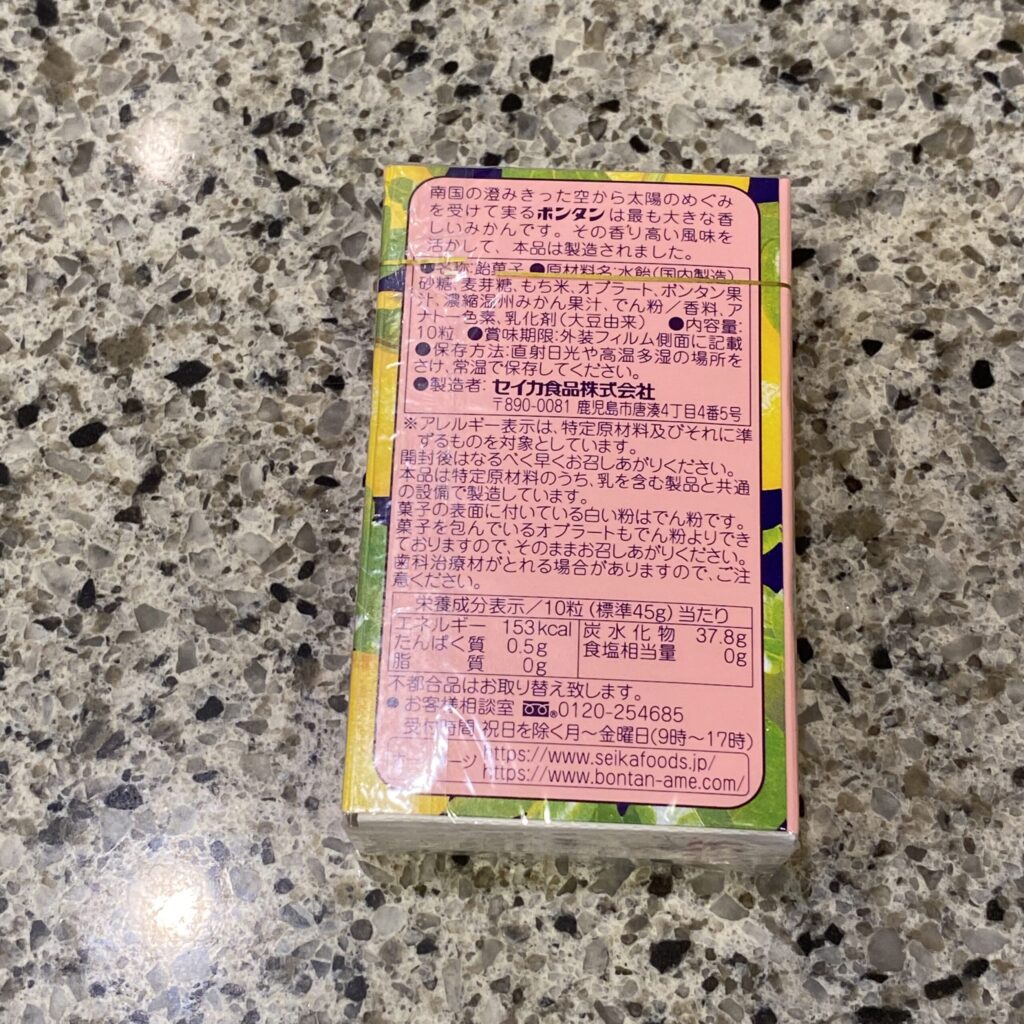 南国の澄みきった空から太陽のめぐみ
を受けて実るボンタンは最も大きな香
しいみかんです。その香り高い風味を
活かして、本品は製造されました。
●名称:飴菓子 ●原材料名:水飴(国内製造)
砂糖、麦芽糖、もち米、オブラート、ボンタン果
汁、濃縮温州みかん果汁、でん粉/香料、ア
ナトー色素、乳化剤(大豆由来) ●内容量:
10粒 ●賞味期限:外装フィルム側面に記載
●保存方法:直射日光や高温多湿の場所を
さけ、常温で保存してください。
●製造者:セイカ食品株式会社
〒890-0081 鹿児島市唐湊4丁目4番5号
※アレルギー表示は、特定原材料及びそれに準
ずるものを対象としています。
開封後はなるべく早くお召しあがりください。
本品は特定原材料のうち、乳を含む製品と共通
の設備で製造しています。
菓子の表面に付いている白い粉はでん粉です。
菓子を包んでいるオブラートもでん粉よりでき
ておりますので、そのままお召しあがりください。
歯科治療材がとれる場合がありますので、ご注
意ください。
栄養成分表示/10粒(標準45g)当たり
エネルギー 153kcal 炭水化物 37.8g
たんぱく質 0.5g 食塩相当量 0g
脂質 0g
不都合品はお取り替え致します。
●お客様相談室 0120-254685
受付時間 祝日を除く月〜金曜日(9時〜17時)
https://www.seikafoods.jp/
https://www.bontan-ame.com/